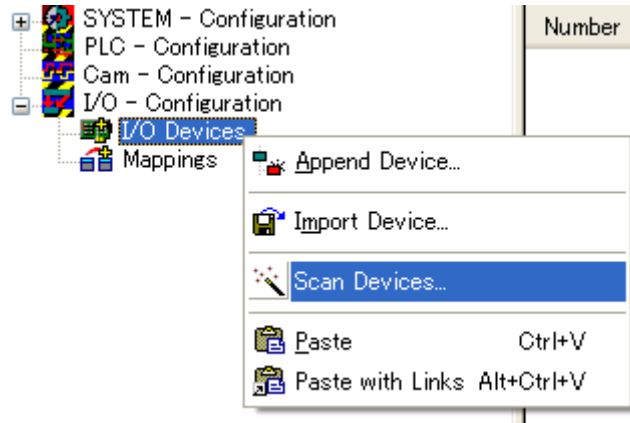 SYSTEM - Configuration
Number
PLC - Configuration
Cam - Configuration
I/O - Configuration
I/O Devices
Mappings
Append Device...
Import Device...
Scan Devices...
Paste Ctrl+V
Paste with Links Alt+Ctrl+V